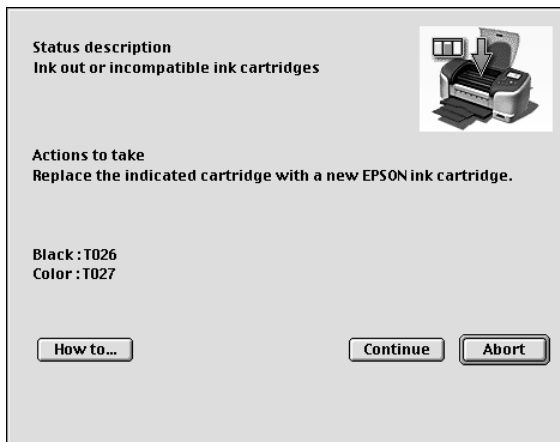 Status description
Ink out or incompatible ink cartridges
Actions to take
Replace the indicated cartridge with a new EPSON ink cartridge.
Black : T026
Color : T027
How to...
Continue
Abort